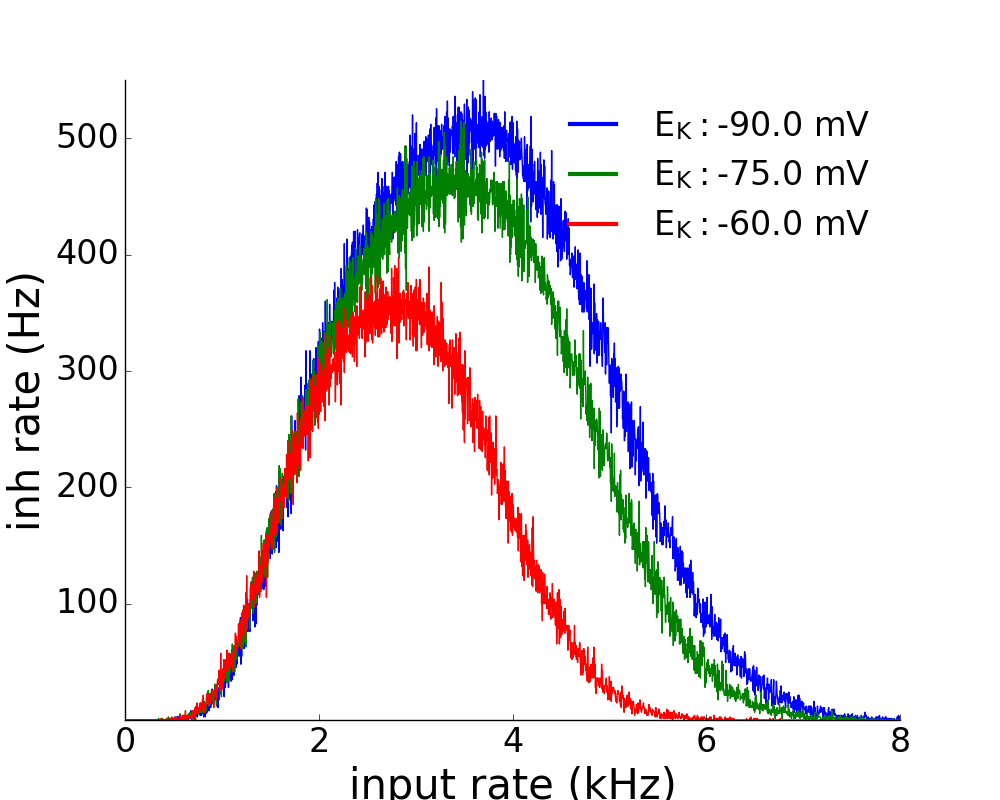 500
400
300
200
100
inh rate (Hz)
E_K : -90.0 mV
E_K : -75.0 mV
E_K : -60.0 mV
0 2 4 6 8
input rate (kHz)